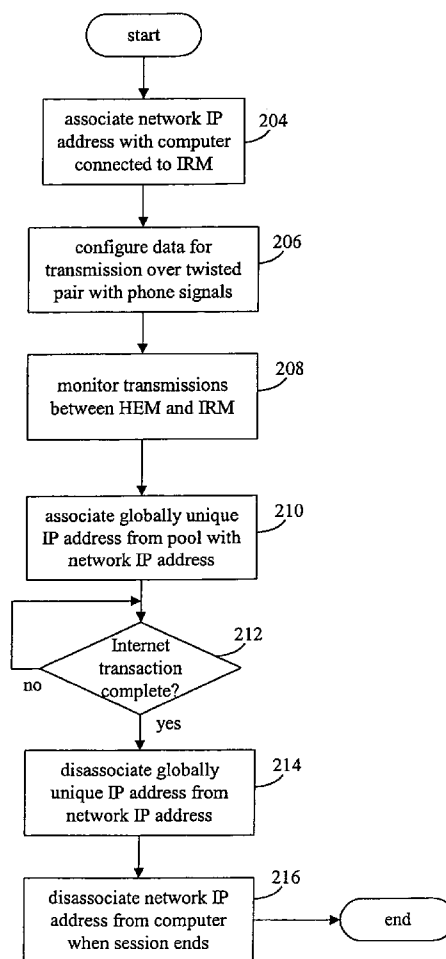 start
associate network IP
address with computer
connected to IRM
204
configure data for
transmission over twisted
pair with phone signals
206
monitor transmissions
between HEM and IRM
208
associate globally unique
IP address from pool with
network IP address
210
Internet
transaction
complete?
212
no
yes
disassociate globally
unique IP address from
network IP address
214
disassociate network IP
address from computer
when session ends
216
end